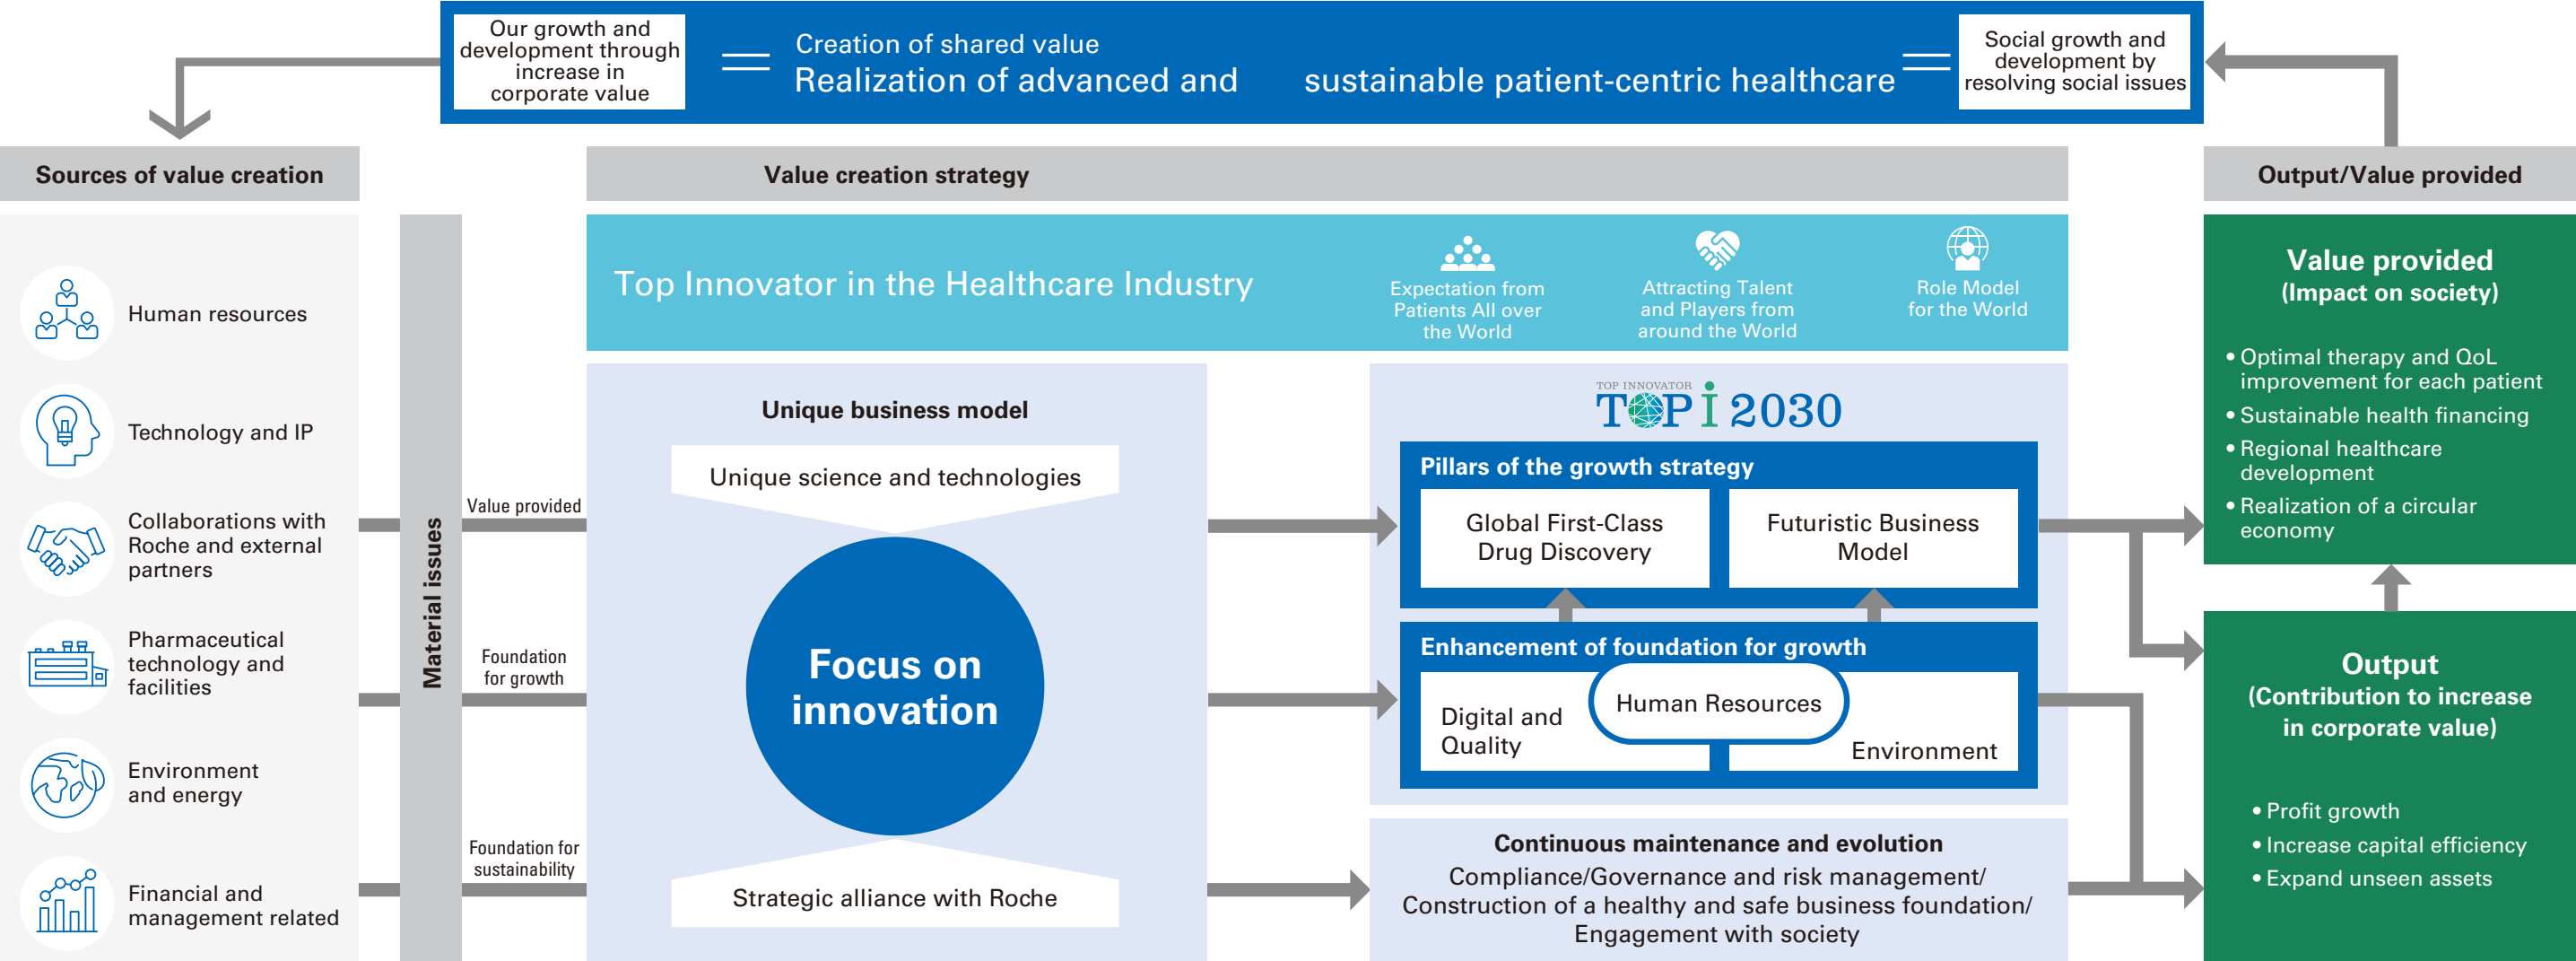 Our growth and
development through
increase in
corporate value
Creation of shared value
Realization of advanced and sustainable patient-centric healthcare
Social growth and
development by
resolving social issues
Sources of value creation
Human resources
Technology and IP
Collaborations with
Roche and external
partners
Pharmaceutical
technology and
facilities
Environment
and energy
Financial and
management related
Material issues
Value provided
Foundation
for growth
Foundation for
sustainability
Value creation strategy
Top Innovator in the Healthcare Industry
Expectation from
Patients All over
the World
Attracting Talent
and Players from
around the World
Role Model
for the World
Unique business model
Unique science and technologies
Focus on
innovation
Strategic alliance with Roche
TOP INNOVATOR
TOP i 2030
Pillars of the growth strategy
Global First-Class
Drug Discovery
Futuristic Business
Model
Enhancement of foundation for growth
Digital and
Quality
Human Resources
Environment
Continuous maintenance and evolution
Compliance/Governance and risk management/
Construction of a healthy and safe business foundation/
Engagement with society
Output/Value provided
Value provided
(Impact on society)
• Optimal therapy and QoL
improvement for each patient
• Sustainable health financing
• Regional healthcare
development
• Realization of a circular
economy
Output
(Contribution to increase
in corporate value)
• Profit growth
• Increase capital efficiency
• Expand unseen assets